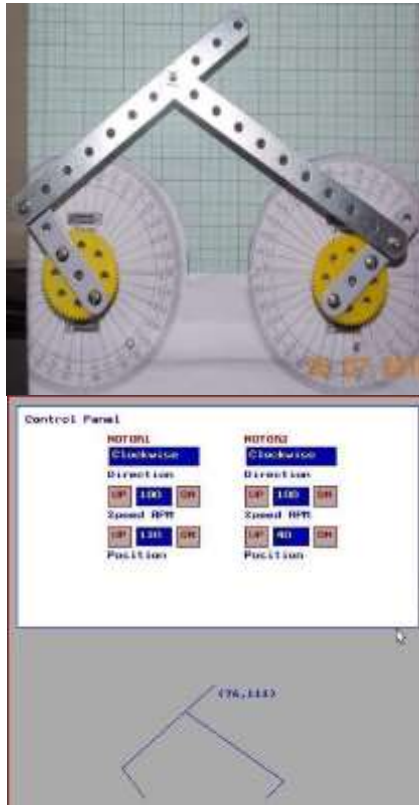 Control Panel
MOTOR1 MOTOR2
Clockwise Clockwise
Direction Direction
UP 100 DN UP 100 DN
Speed RPM Speed RPM
UP 130 DN UP 40 DN
Position Position